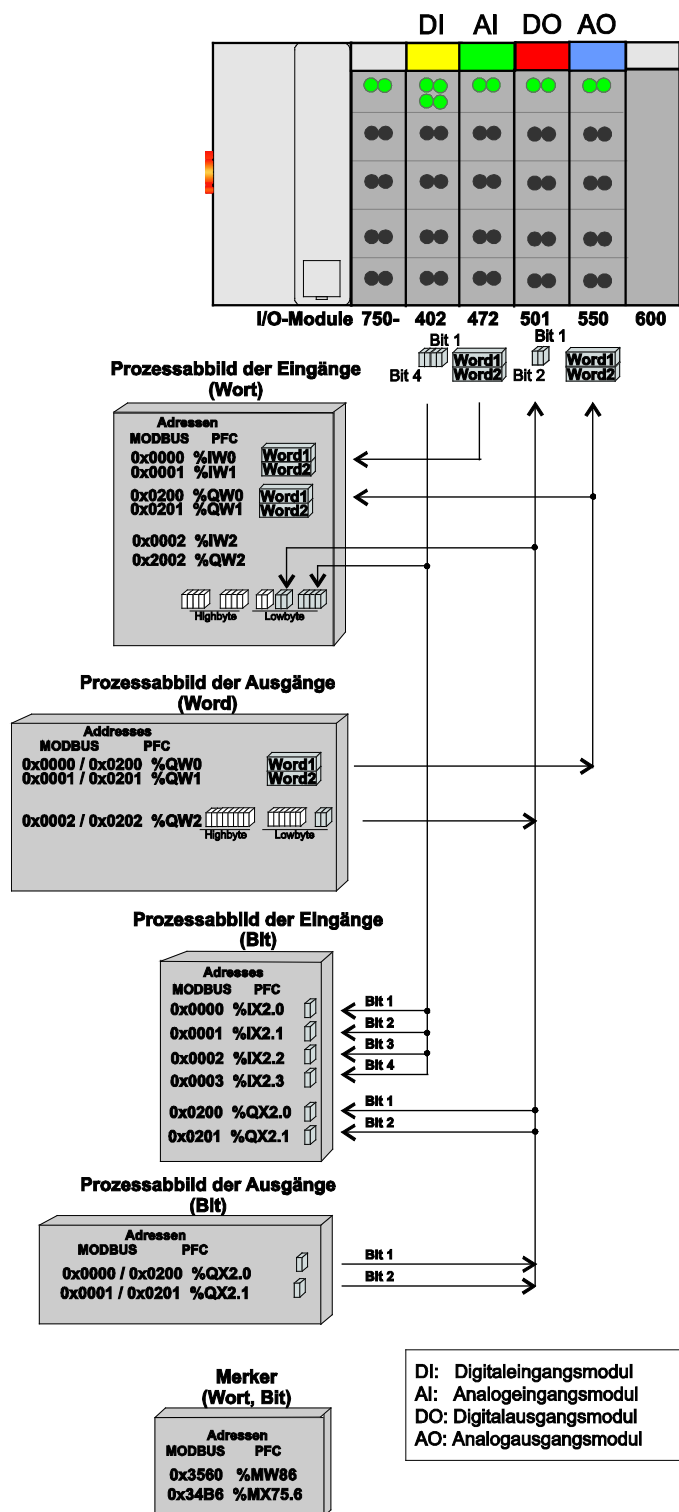 DI AI DO AO
I/O-Module 750- 402 472 501 550 600
Bit 1 Bit 1
Bit 4 Word1 Bit 2 Word1
Word2 Word2
Prozessabbild der Eingänge
(Wort)
Adressen
MODBUS PFC
0x0000 %IW0 Word1
0x0001 %IW1 Word2
0x0200 %QW0 Word1
0x0201 %QW1 Word2
0x0002 %IW2
0x2002 %QW2
Highbyte Lowbyte
Prozessabbild der Ausgänge
(Word)
Addresses
MODBUS PFC
0x0000 / 0x0200 %QW0 Word1
0x0001 / 0x0201 %QW1 Word2
0x0002 / 0x0202 %QW2
Highbyte Lowbyte
Prozessabbild der Eingänge
(Bit)
Adresses
MODBUS PFC
0x0000 %IX2.0 Bit 1
0x0001 %IX2.1 Bit 2
0x0002 %IX2.2 Bit 3
0x0003 %IX2.3 Bit 4
0x0200 %QX2.0 Bit 1
0x0201 %QX2.1 Bit 2
Prozessabbild der Ausgänge
(Bit)
Adressen
MODBUS PFC
0x0000 / 0x0200 %QX2.0 Bit 1
0x0001 / 0x0201 %QX2.1 Bit 2
Merker
(Wort, Bit)
Adressen
MODBUS PFC
0x3560 %MW86
0x34B6 %MX75.6
DI: Digitaleingangsmodul
AI: Analogeingangsmodul
DO: Digitalausgangsmodul
AO: Analogausgangsmodul